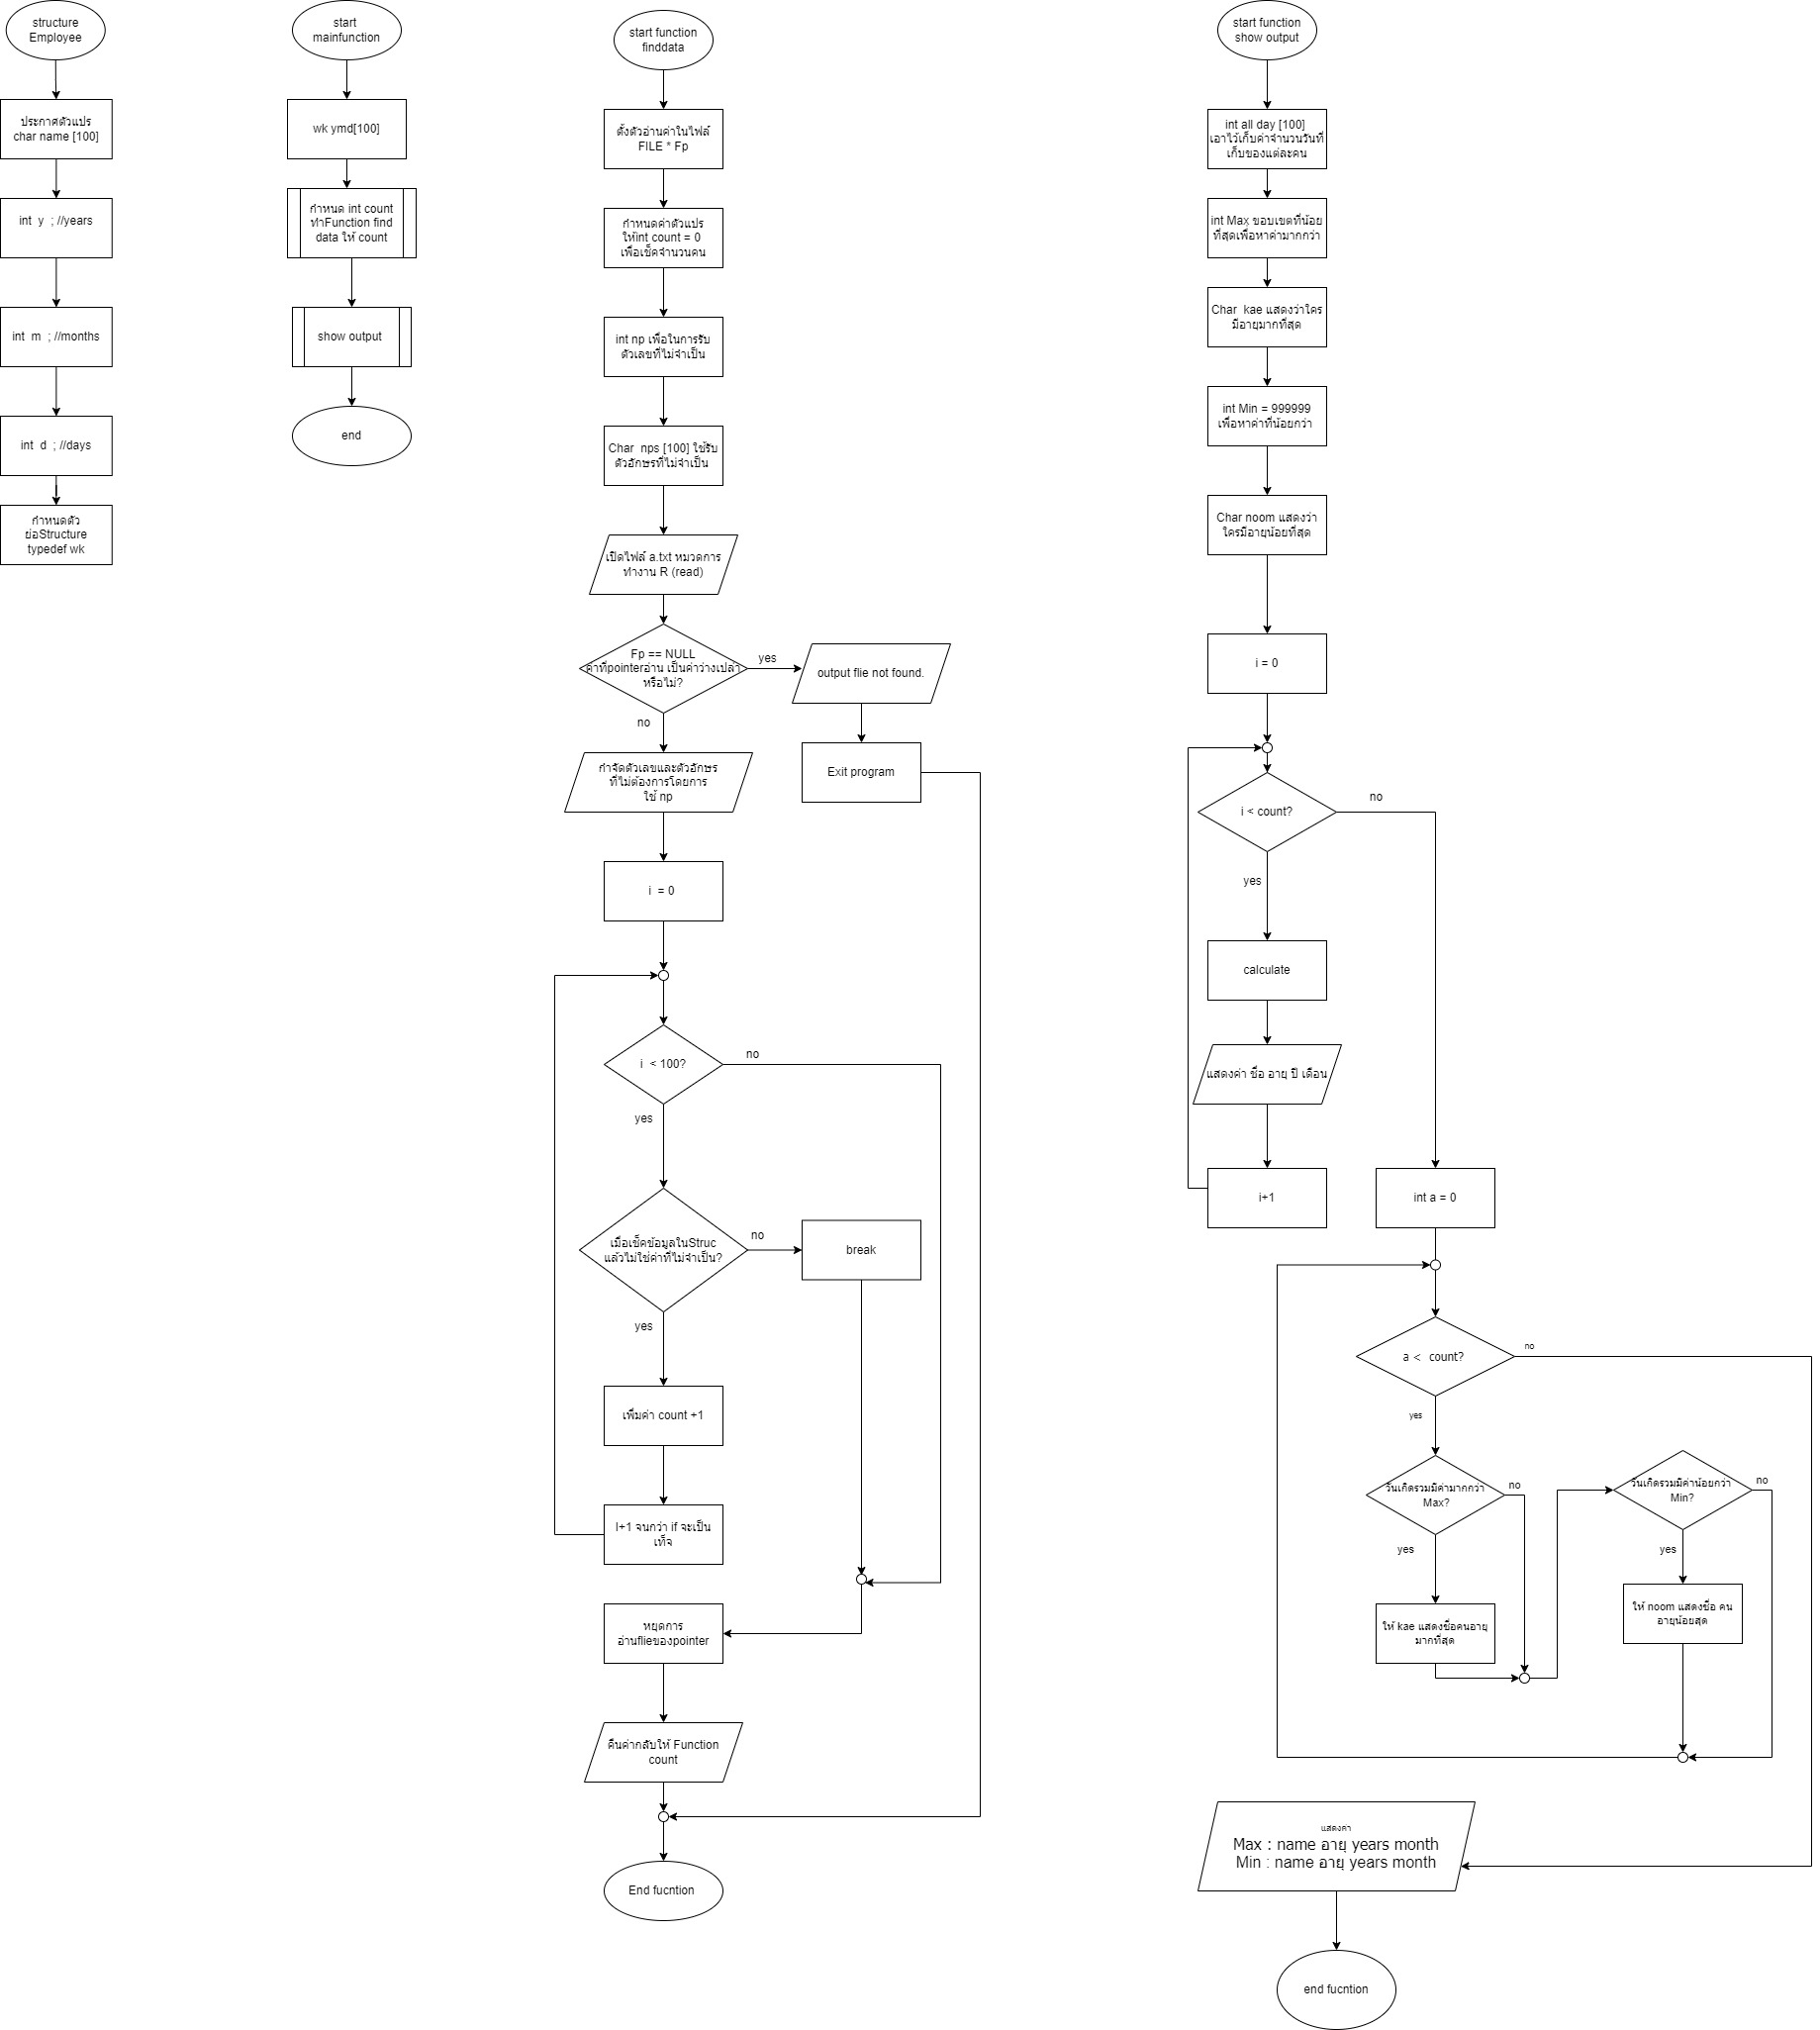 structure
Employee
ประกาศตัวแปร
char name [100]
int y ; //years
int m ; //months
int d ; //days
กำหนดตัว
ย่อStructure
typedef wk
start
mainfunction
wk ymd[100]
กำหนด int count
ทำFunction find
data ให้ count
show output
end
start function
finddata
ตั้งตัวอ่านค่าในไฟล์
FILE * Fp
กำหนดค่าตัวแปร
ให้int count = 0
เพื่อเช็คจำนวนคน
int np เพื่อในการรับ
ตัวเลขที่ไม่จำเป็น
Char nps [100] ใช้รับ
ตัวอักษรที่ไม่จำเป็น
เปิดไฟล์ a.txt หมวดการ
ทำงาน R (read)
Fp == NULL
ค่าที่pointerอ่าน เป็นค่าว่างเปล่า
หรือไม่?
yes
output flie not found.
no
Exit program
กำจัดตัวเลขและตัวอักษร
ที่ไม่ต้องการโดยการ
ใช้ np
i = 0
i < 100?
no
yes
เมื่อเช็คข้อมูลในStruc
แล้วไม่ใช่ค่าที่ไม่จำเป็น?
no
break
yes
เพิ่มค่า count +1
I+1 จนกว่า if จะเป็น
เท็จ
หยุดการ
อ่านflieของpointer
คืนค่ากลับให้ Function
count
End fucntion
start function
show output
int all day [100]
เอาไว้เก็บค่าจำนวนวันที่
เก็บของแต่ละคน
int Max ขอบเขตที่น้อย
ที่สุดเพื่อหาค่ามากกว่า
Char kae แสดงว่าใคร
มีอายุมากที่สุด
int Min = 999999
เพื่อหาค่าที่น้อยกว่า
Char noom แสดงว่า
ใครมีอายุน้อยที่สุด
i = 0
i < count?
no
yes
calculate
แสดงค่า ชื่อ อายุ ปี เดือน
i+1
int a = 0
a < count?
no
yes
วันเกิดรวมมีค่ามากกว่า
Max?
no
yes
ให้ kae แสดงชื่อคนอายุ
มากที่สุด
วันเกิดรวมมีค่าน้อยกว่า
Min?
no
yes
ให้ noom แสดงชื่อ คน
อายุน้อยสุด
แสดงค่า
Max : name อายุ years month
Min : name อายุ years month
end fucntion